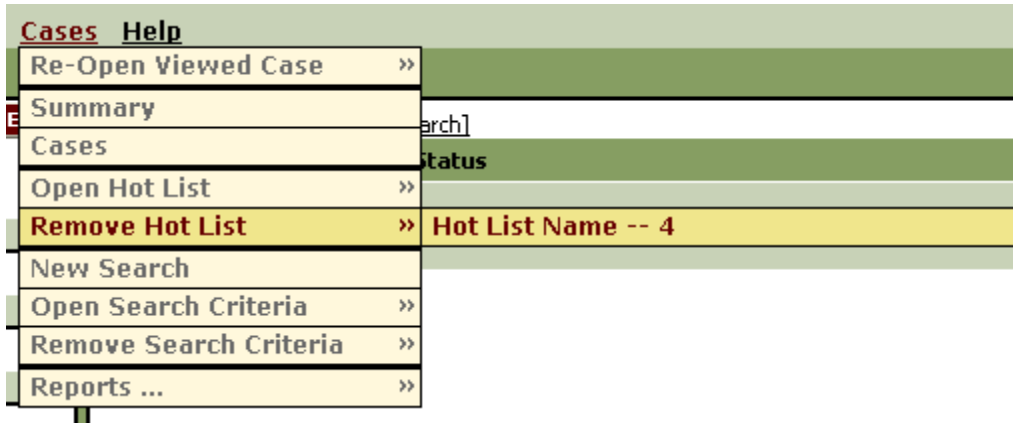 Cases Help
Re-Open Viewed Case »
Summary
E
arch]
Cases
Status
Open Hot List »
Remove Hot List » Hot List Name -- 4
New Search
Open Search Criteria »
Remove Search Criteria »
Reports ... »